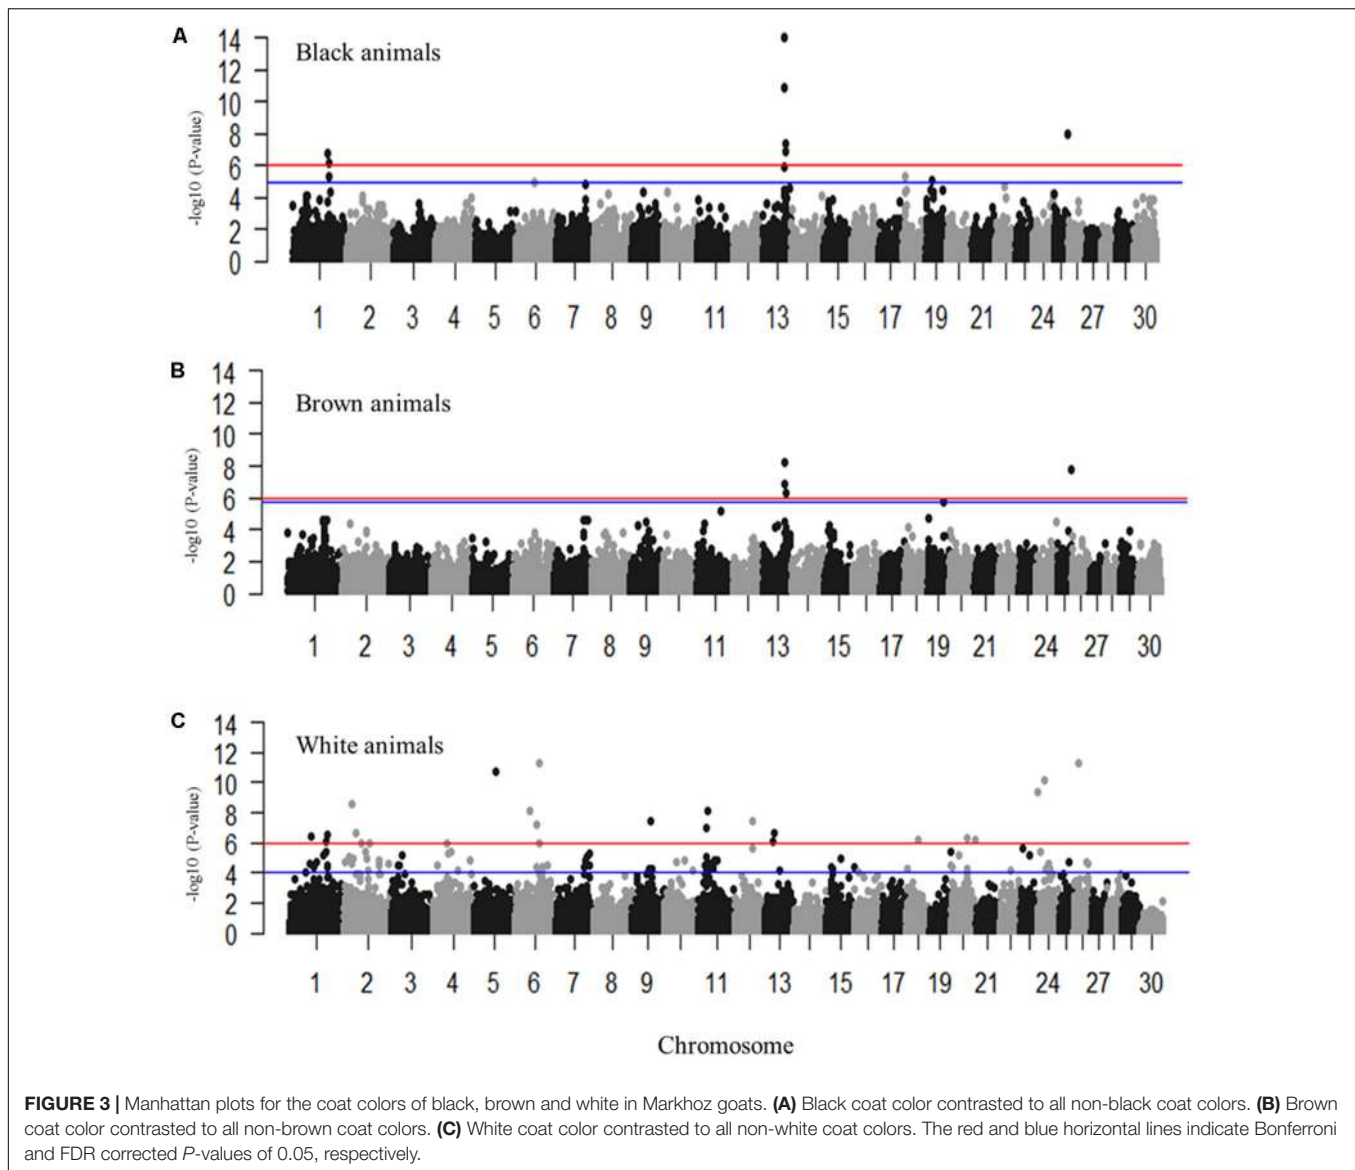 A
Black animals
-log10 (P-value)
14
12
10
8
6
4
2
0
1 2 3 4 5 6 7 8 9 11 13 15 17 19 21 24 27 30
B
Brown animals
-log10 (P-value)
14
12
10
8
6
4
2
0
1 2 3 4 5 6 7 8 9 11 13 15 17 19 21 24 27 30
C
White animals
-log10 (P-value)
14
12
10
8
6
4
2
0
1 2 3 4 5 6 7 8 9 11 13 15 17 19 21 24 27 30
Chromosome
FIGURE 3 | Manhattan plots for the coat colors of black, brown and white in Markhoz goats. (A) Black coat color contrasted to all non-black coat colors. (B) Brown
coat color contrasted to all non-brown coat colors. (C) White coat color contrasted to all non-white coat colors. The red and blue horizontal lines indicate Bonferroni
and FDR corrected P-values of 0.05, respectively.